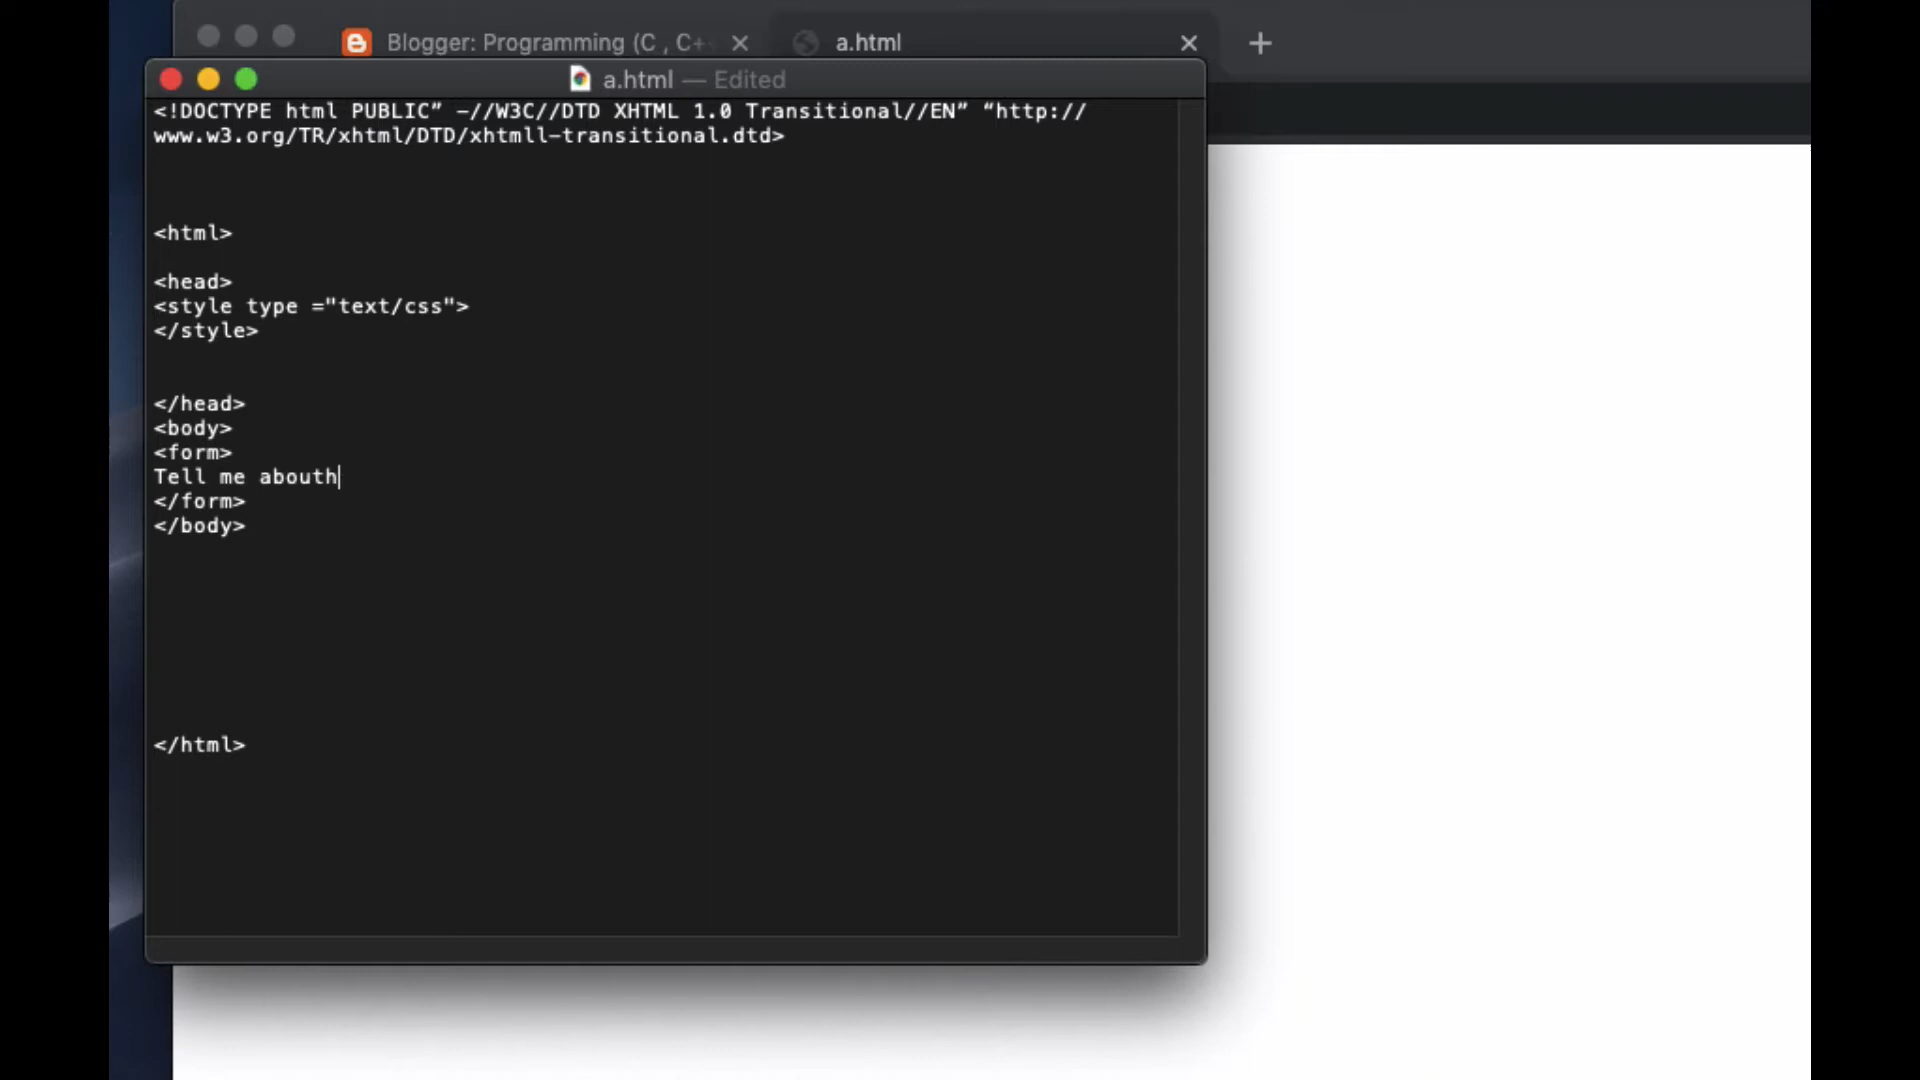 Blogger: Programming (C , C+
a.html
a.html — Edited
<!DOCTYPE html PUBLIC” –//W3C//DTD XHTML 1.0 Transitional//EN” “http://
www.w3.org/TR/xhtml/DTD/xhtmll-transitional.dtd>
<html>
<head>
<style type ="text/css">
</style>
</head>
<body>
<form>
Tell me abouth
</form>
</body>
</html>